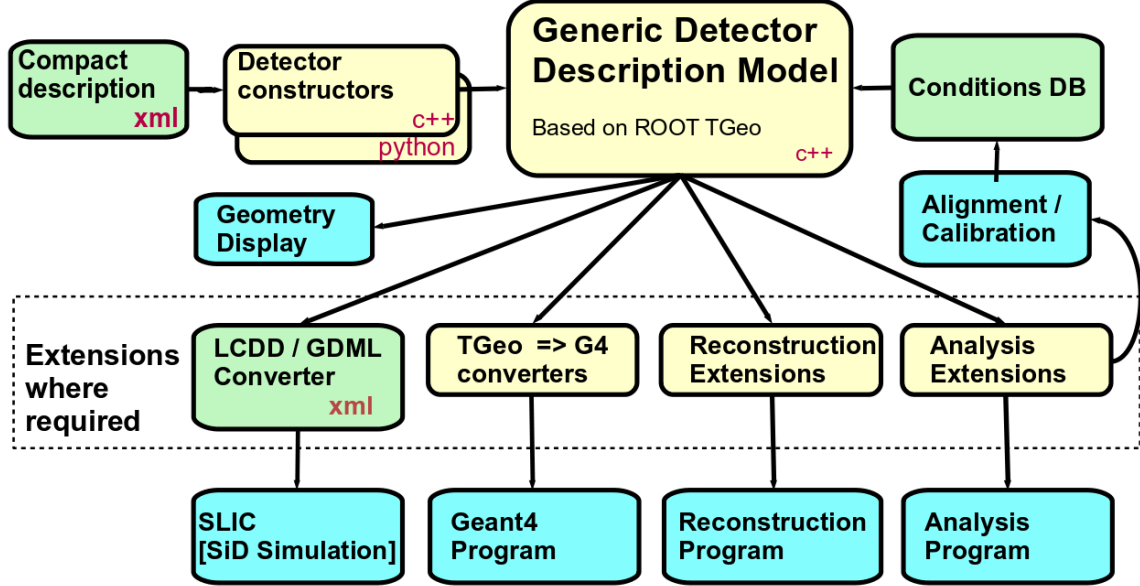 Compact
description
xml
Detector
constructors
c++
python
Generic Detector
Description Model
Based on ROOT TGeo
c++
Conditions DB
Geometry
Display
Alignment /
Calibration
Extensions
where
required
LCDD / GDML
Converter
xml
TGeo => G4
converters
Reconstruction
Extensions
Analysis
Extensions
SLIC
[SiD Simulation]
Geant4
Program
Reconstruction
Program
Analysis
Program